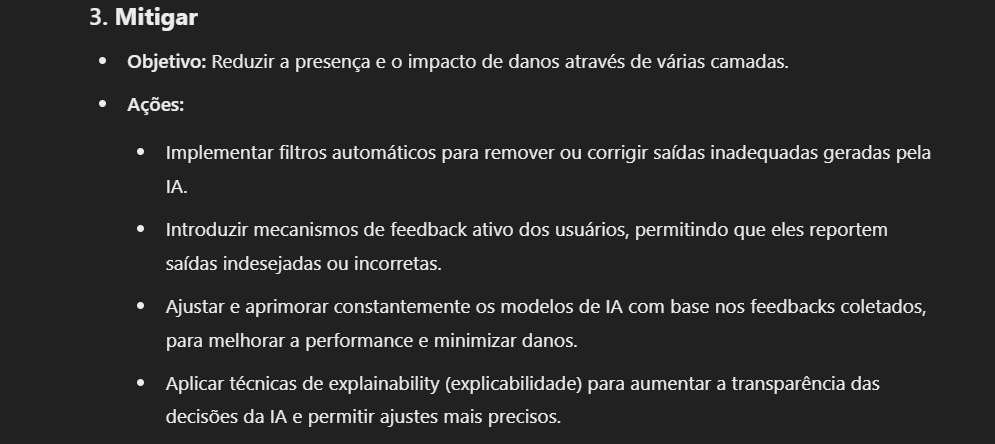 3. Mitigar
• Objetivo: Reduzir a presença e o impacto de danos através de várias camadas.
• Ações:
• Implementar filtros automáticos para remover ou corrigir saídas inadequadas geradas pela
IA.
• Introduzir mecanismos de feedback ativo dos usuários, permitindo que eles reportem
saídas indesejadas ou incorretas.
• Ajustar e aprimorar constantemente os modelos de IA com base nos feedbacks coletados,
para melhorar a performance e minimizar danos.
• Aplicar técnicas de explainability (explicabilidade) para aumentar a transparência das
decisões da IA e permitir ajustes mais precisos.